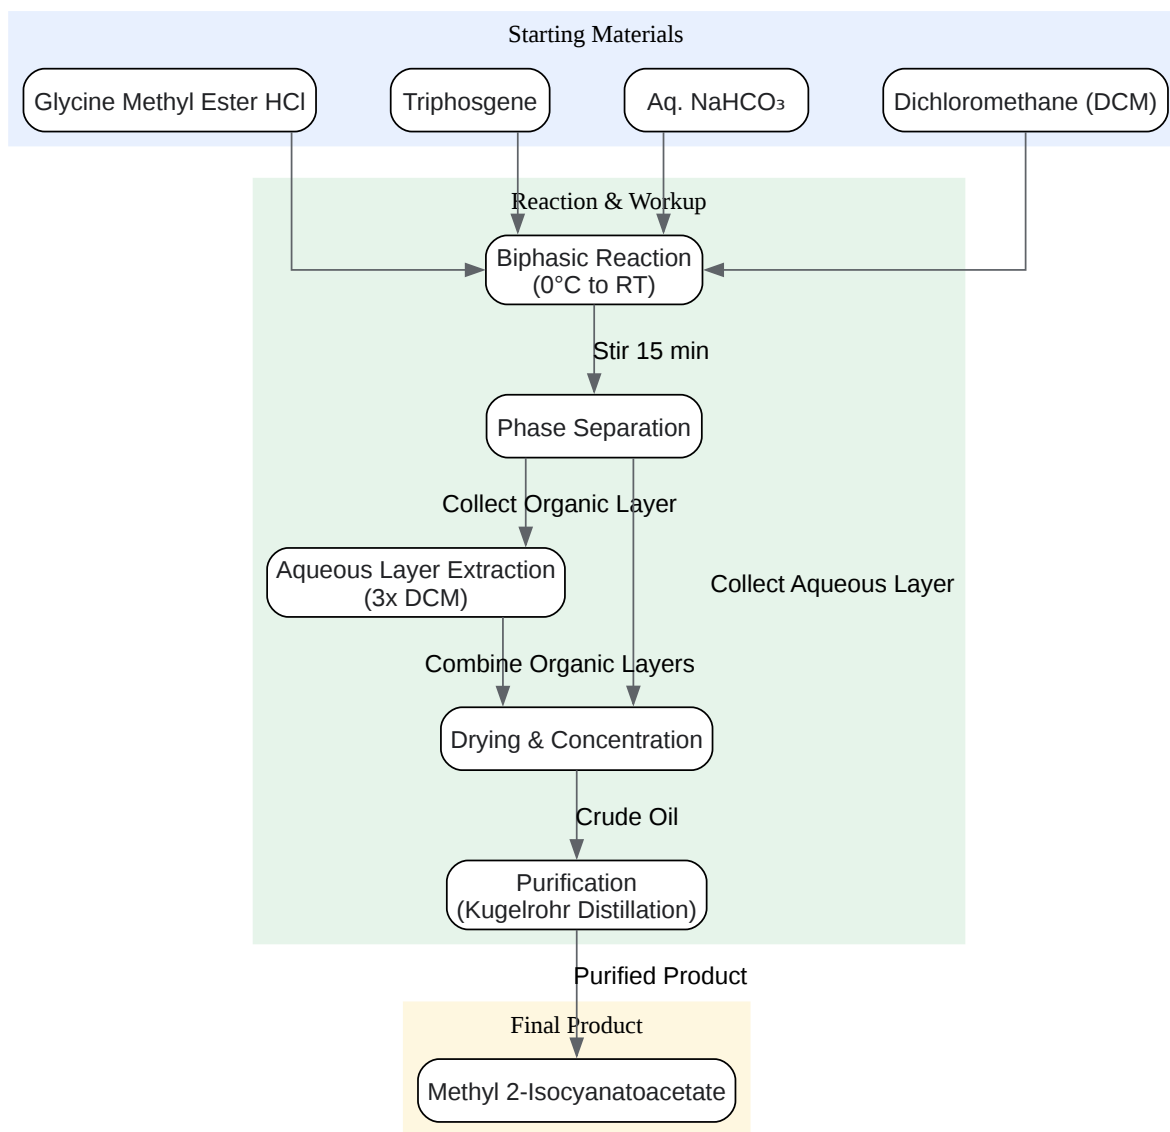 Starting Materials
Glycine Methyl Ester HCl
Triphosgene
Aq. NaHCO₃
Dichloromethane (DCM)
Reaction & Workup
Biphasic Reaction
(0°C to RT)
Stir 15 min
Phase Separation
Collect Organic Layer
Aqueous Layer Extraction
(3x DCM)
Collect Aqueous Layer
Combine Organic Layers
Drying & Concentration
Crude Oil
Purification
(Kugelrohr Distillation)
Purified Product
Final Product
Methyl 2-Isocyanatoacetate